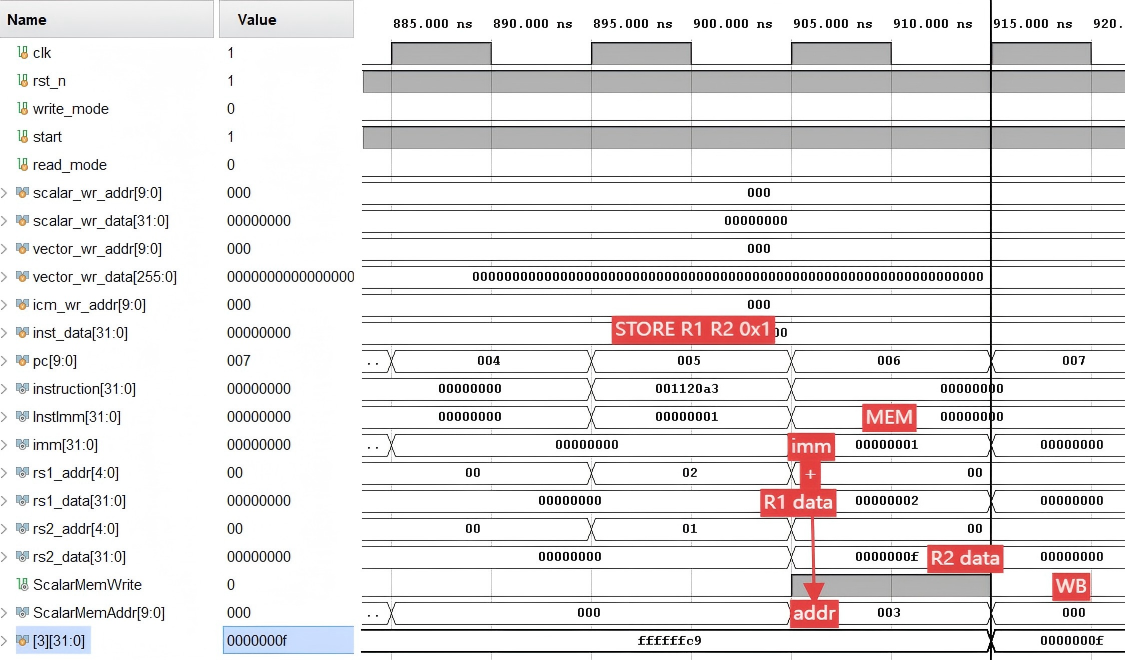 Name Value 885.000 ns 890.000 ns 895.000 ns 900.000 ns 905.000 ns 910.000 ns 915.000 ns 920.
clk 1
rst_n 1
write_mode 0
start 1
read_mode 0
scalar_wr_addr[9:0] 000 000
scalar_wr_data[31:0] 00000000 00000000
vector_wr_addr[9:0] 000 000
vector_wr_data[255:0] 0000000000000000 0000000000000000000000000000000000000000000000000000000000000000
icm_wr_addr[9:0] 000 000
inst_data[31:0] 00000000 STORE R1 R2 0x1 00
pc[9:0] 007 .. 004 005 006 007
instruction[31:0] 00000000 00000000 001120a3 00000000
InstImm[31:0] 00000000 00000000 00000001 MEM 00000000
imm[31:0] 00000000 .. 00000000 imm 00000001 00000000
rs1_addr[4:0] 00 00 02 + 00
rs1_data[31:0] 00000000 00000000 R1 data 00000002 00000000
rs2_addr[4:0] 00 00 01 00
rs2_data[31:0] 00000000 00000000 0000000f R2 data 00000000
ScalarMemWrite 0 WB
ScalarMemAddr[9:0] 000 .. 000 addr 003 000
[3][31:0] 0000000f ffffffc9 0000000f